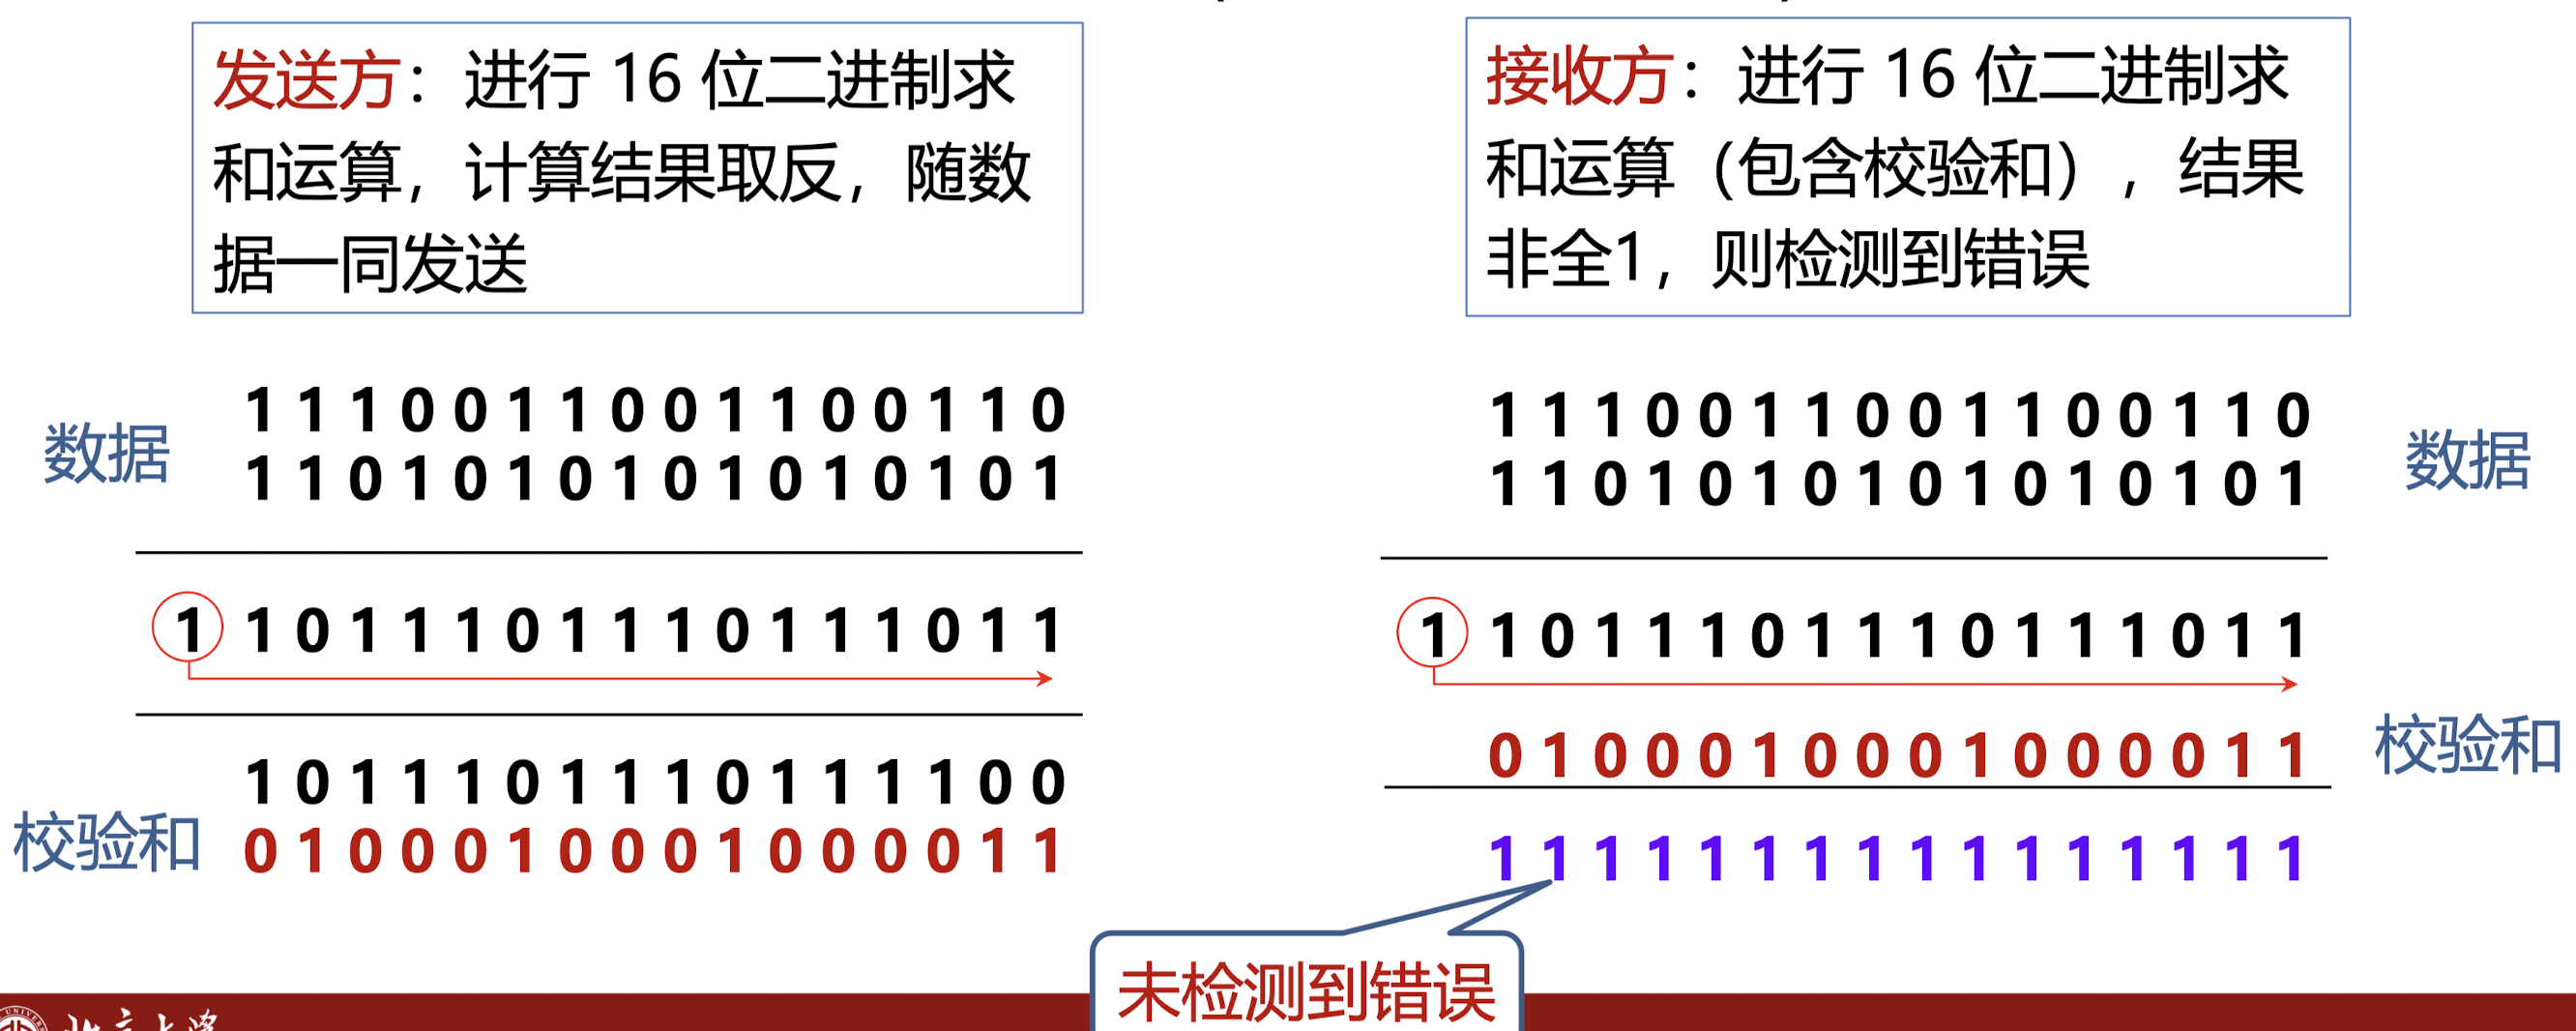 发送方：进行 16 位二进制求
和运算，计算结果取反，随数
据一同发送
接收方：进行 16 位二进制求
和运算（包含校验和），结果
非全1，则检测到错误
数据
1 1 1 0 0 1 1 0 0 1 1 0 0 1 1 0
1 1 0 1 0 1 0 1 0 1 0 1 0 1 0 1
1 1 0 1 1 1 0 1 1 1 0 1 1 1 0 1 1
1 0 1 1 1 0 1 1 1 0 1 1 1 1 0 0
校验和 0 1 0 0 0 1 0 0 0 1 0 0 0 0 1 1
1 1 1 0 0 1 1 0 0 1 1 0 0 1 1 0
1 1 0 1 0 1 0 1 0 1 0 1 0 1 0 1
数据
1 1 0 1 1 1 0 1 1 1 0 1 1 1 0 1 1
0 1 0 0 0 1 0 0 0 1 0 0 0 0 1 1 校验和
1 1 1 1 1 1 1 1 1 1 1 1 1 1 1 1
未检测到错误